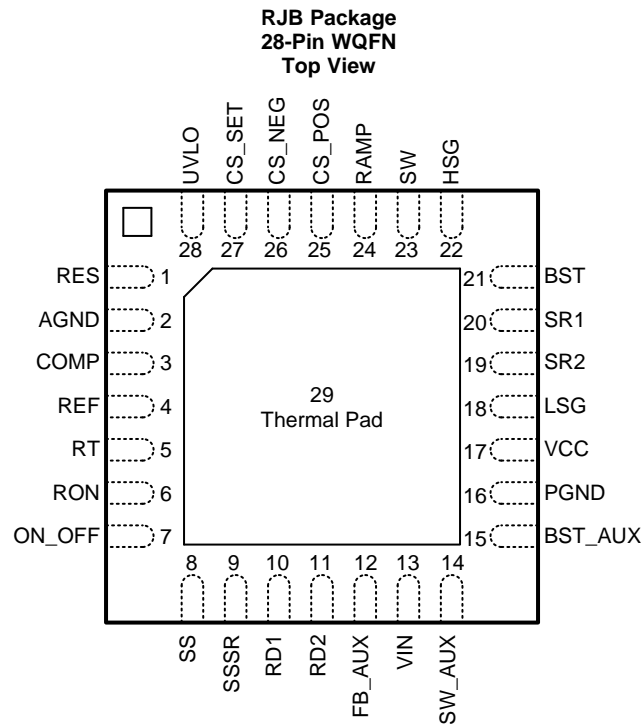 RJB Package
28-Pin WQFN
Top View
UVLO
CS_SET
CS_NEG
CS_POS
RAMP
SW
HSG
28 27 26 25 24 23 22
RES 1
AGND 2
COMP 3
REF 4
RT 5
RON 6
ON_OFF 7
29
Thermal Pad
21 BST
20 SR1
19 SR2
18 LSG
17 VCC
16 PGND
15 BST_AUX
8 9 10 11 12 13 14
SS
SSSR
RD1
RD2
FB_AUX
VIN
SW_AUX